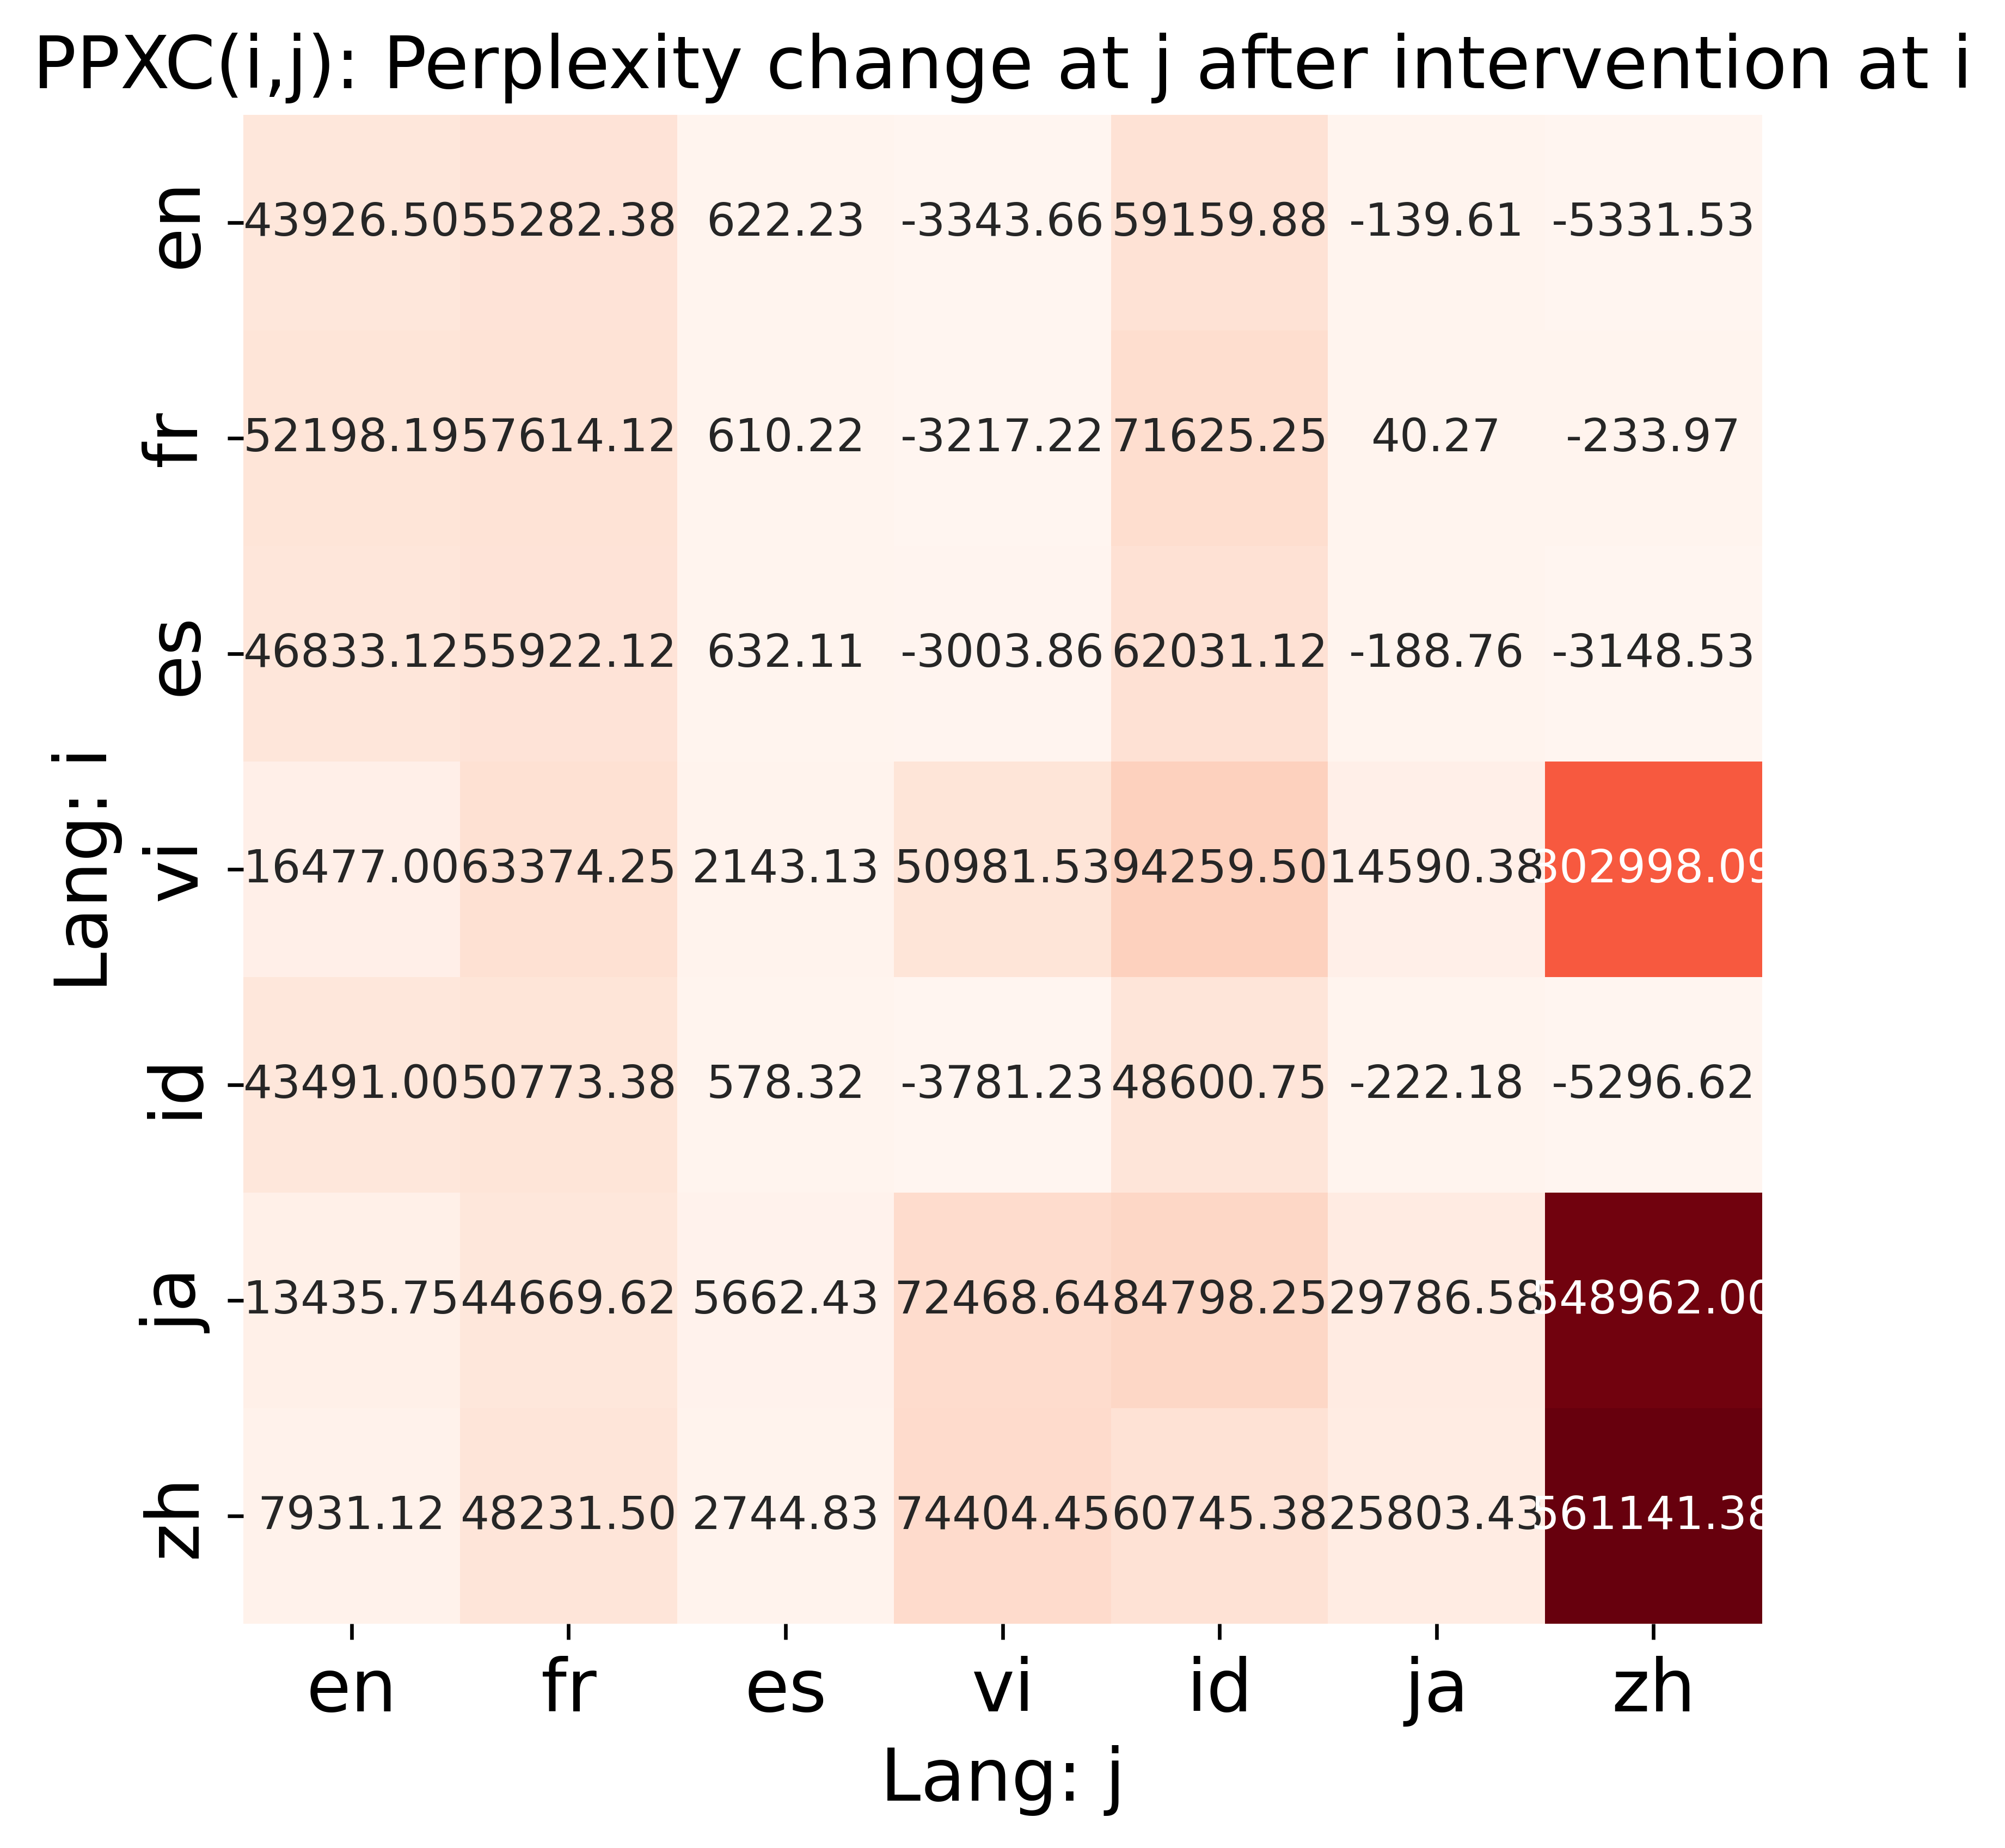 PPXC(i,j): Perplexity change at j after intervention at i
Lang: i
en 43926.50 55282.38 622.23 -3343.66 59159.88 -139.61 -5331.53
fr 52198.19 57614.12 610.22 -3217.22 71625.25 40.27 -233.97
es 46833.12 55922.12 632.11 -3003.86 62031.12 -188.76 -3148.53
vi 16477.00 63374.25 2143.13 50981.53 94259.50 14590.38 302998.09
id 43491.00 50773.38 578.32 -3781.23 48600.75 -222.18 -5296.62
ja 13435.75 44669.62 5662.43 72468.64 84798.25 29786.58 548962.00
zh 7931.12 48231.50 2744.83 74404.45 60745.38 25803.43 561141.38
en fr es vi id ja zh
Lang: j